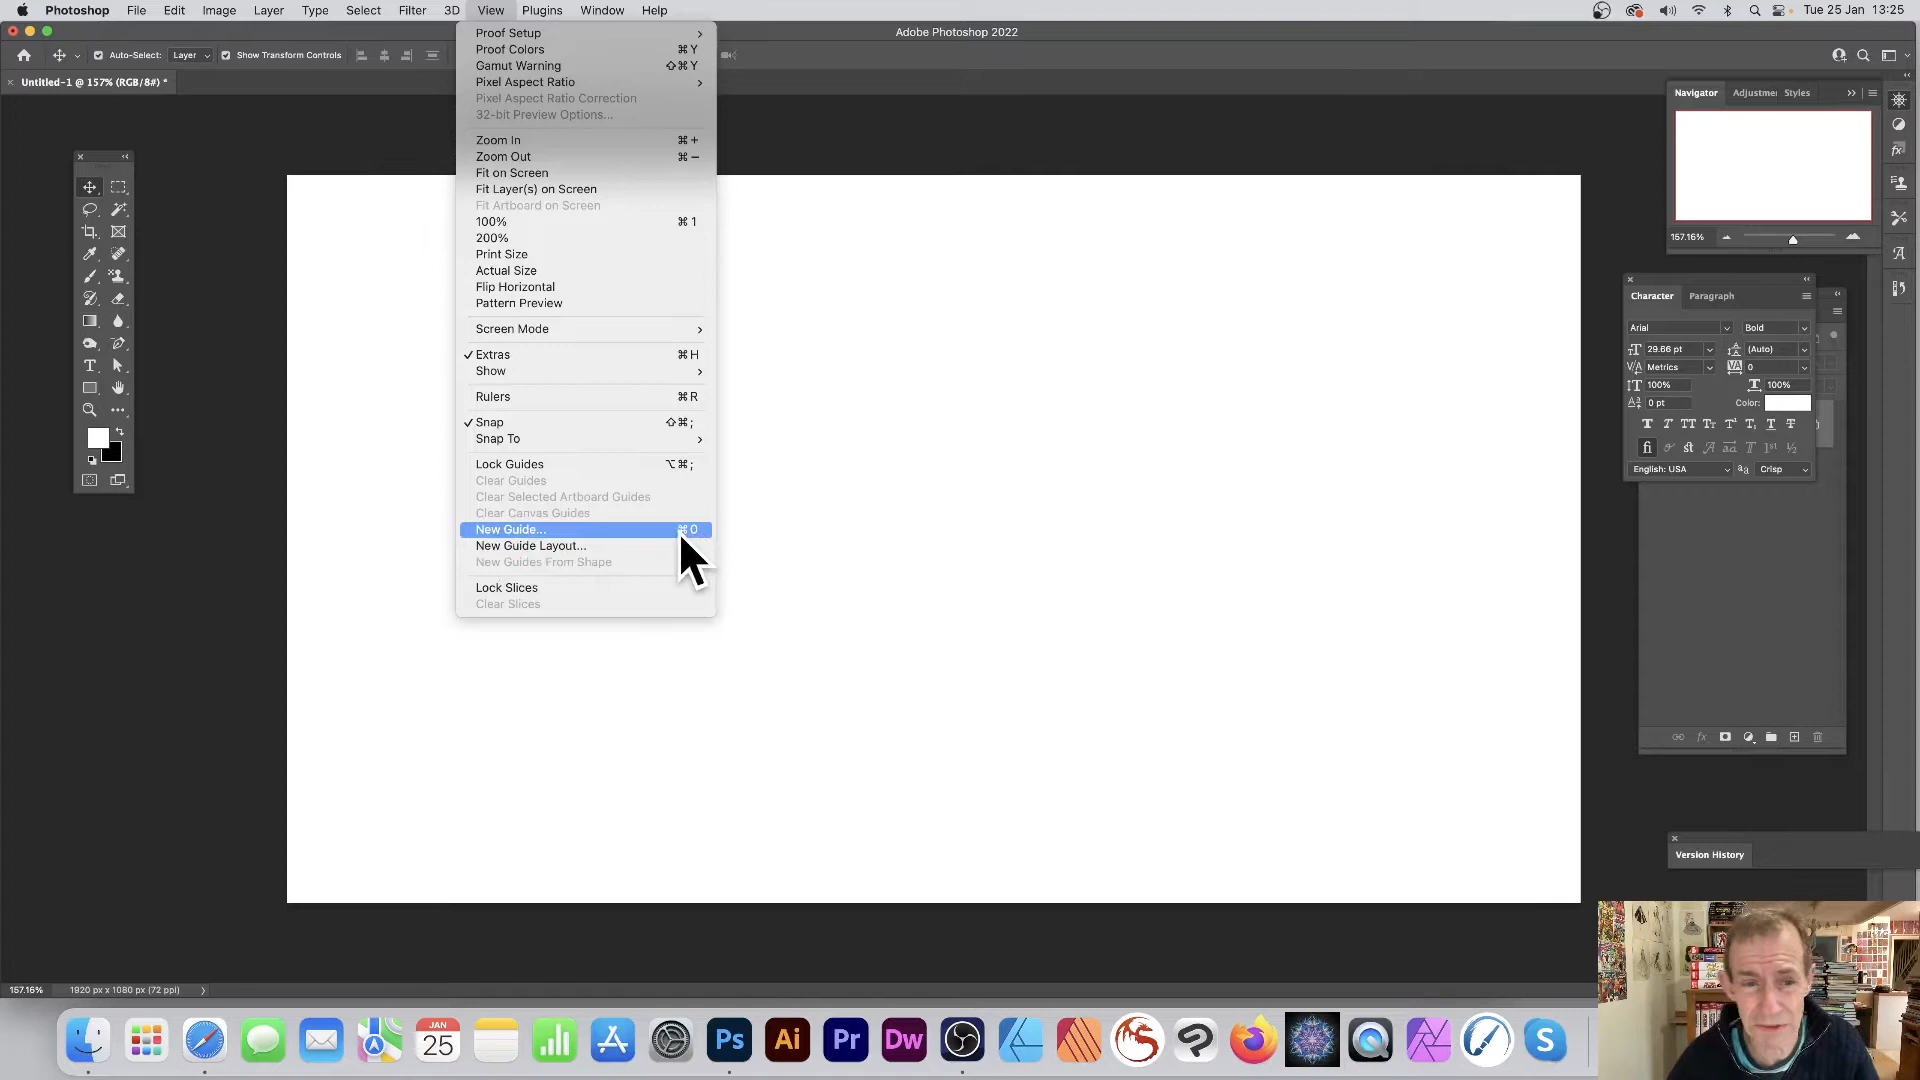 Photoshop File Edit Image Layer Type Select Filter 3D View Plugins Window Help Tue 25 Jan 13:25
Adobe Photoshop 2022
Auto-Select: Layer Show Transform Controls
Untitled-1 @ 157% (RGB/8#) *
Proof Setup
Proof Colors ⌘Y
Gamut Warning ⇧⌘Y
Pixel Aspect Ratio
Pixel Aspect Ratio Correction
32-bit Preview Options...
Zoom In ⌘+
Zoom Out ⌘−
Fit on Screen
Fit Layer(s) on Screen
Fit Artboard on Screen
100% ⌘1
200%
Print Size
Actual Size
Flip Horizontal
Pattern Preview
Screen Mode
Extras ⌘H
Show
Rulers ⌘R
Snap ⇧⌘;
Snap To
Lock Guides ⌥⌘;
Clear Guides
Clear Selected Artboard Guides
Clear Canvas Guides
New Guide... ⌘0
New Guide Layout...
New Guides From Shape
Lock Slices
Clear Slices
Navigator Adjustmer Styles
157.16%
Character Paragraph
Arial Bold
29.66 pt (Auto)
Metrics 0
100% 100%
0 pt Color:
English: USA Crisp
Version History
157.16% 1920 px x 1080 px (72 ppi)
JAN
25
Ps Ai Pr Dw